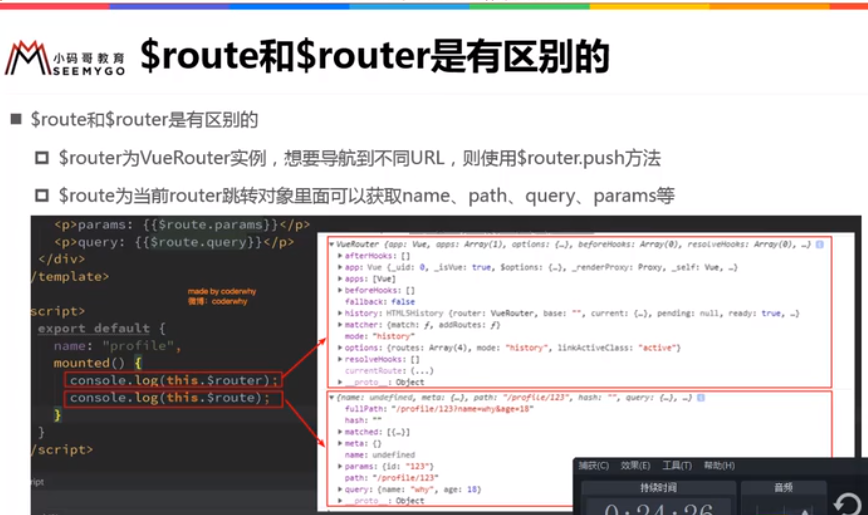 小码哥教育
SEEMYGO
$route和$router是有区别的
$route和$router是有区别的
$router为VueRouter实例，想要导航到不同URL，则使用$router.push方法
$route为当前router跳转对象里面可以获取name、path、query、params等
<p>params: {{$route.params}}</p>
<p>query: {{$route.query}}</p>
</div>
/template>
made by coderwhy
微博：coderwhy
script>
export default {
name: "profile",
mounted() {
console.log(this.$router);
console.log(this.$route);
}
}
/script>
ript
VueRouter {app: Vue, apps: Array(1), options: {…}, beforeHooks: Array(0), resolveHooks: Array(0), …}
afterHooks: []
app: Vue {_uid: 0, _isVue: true, $options: {…}, _renderProxy: Proxy, _self: Vue, …}
apps: [Vue]
beforeHooks: []
fallback: false
history: HTML5History {router: VueRouter, base: "", current: {…}, pending: null, ready: true, …}
matcher: {match: ƒ, addRoutes: ƒ}
mode: "history"
options: {routes: Array(4), mode: "history", linkActiveClass: "active"}
resolveHooks: []
currentRoute: (...)
__proto__: Object
{name: undefined, meta: {…}, path: "/profile/123", hash: "", query: {…}, …}
fullPath: "/profile/123?name=why&age=18"
hash: ""
matched: [{…}]
meta: {}
name: undefined
params: {id: "123"}
path: "/profile/123"
query: {name: "why", age: 18}
__proto__: Object
捕获(C) 效果(E) 工具(T) 帮助(H)
持续时间
音频
0:24:26